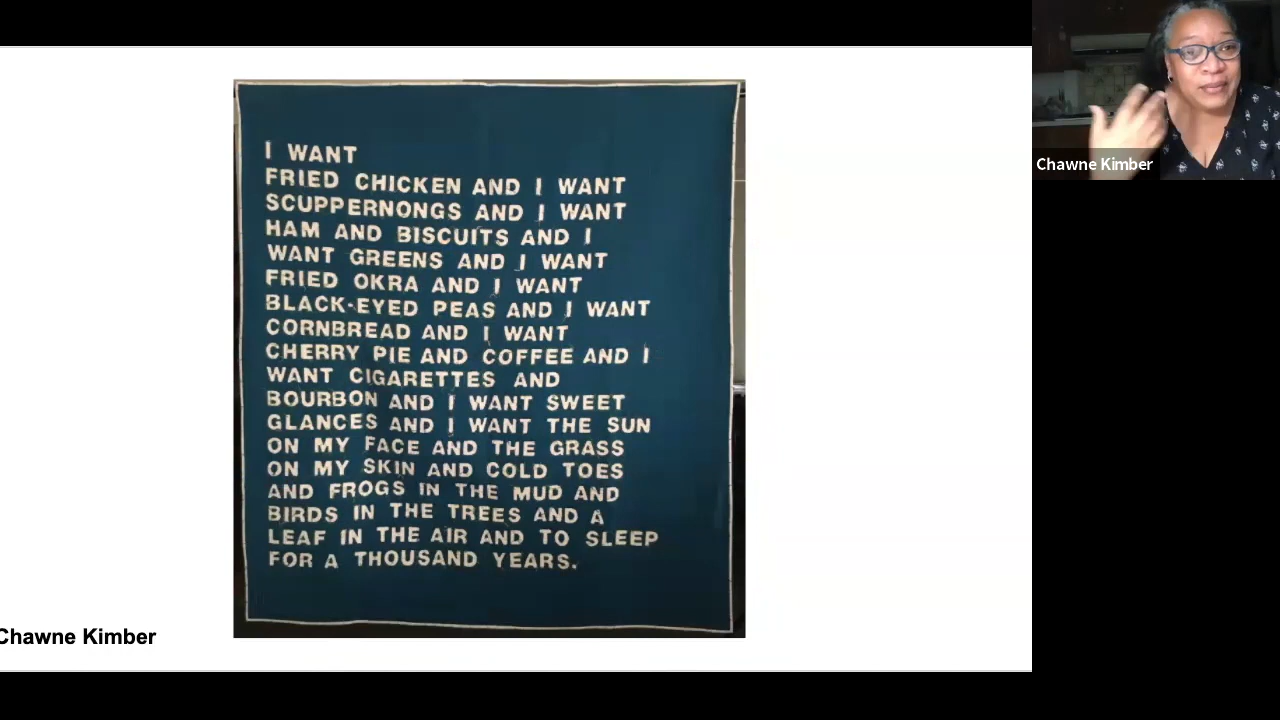 I WANT
FRIED CHICKEN AND I WANT
SCUPPERNONGS AND I WANT
HAM AND BISCUITS AND I
WANT GREENS AND I WANT
FRIED OKRA AND I WANT
BLACK-EYED PEAS AND I WANT
CORNBREAD AND I WANT
CHERRY PIE AND COFFEE AND I
WANT CIGARETTES AND
BOURBON AND I WANT SWEET
GLANCES AND I WANT THE SUN
ON MY FACE AND THE GRASS
ON MY SKIN AND COLD TOES
AND FROGS IN THE MUD AND
BIRDS IN THE TREES AND A
LEAF IN THE AIR AND TO SLEEP
FOR A THOUSAND YEARS.
Chawne Kimber
Chawne Kimber